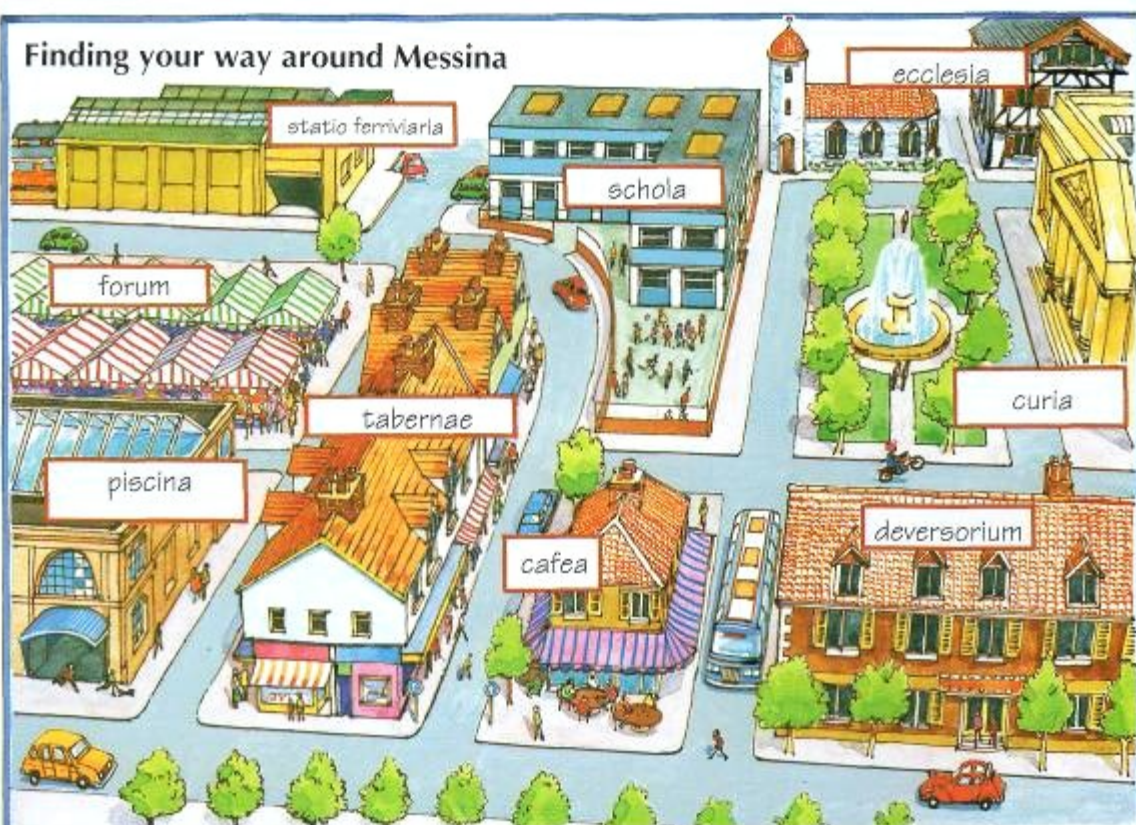 Finding your way around Messina
ecclesia
statio ferriviaria
schola
forum
curia
tabernae
piscina
deversorium
cafea